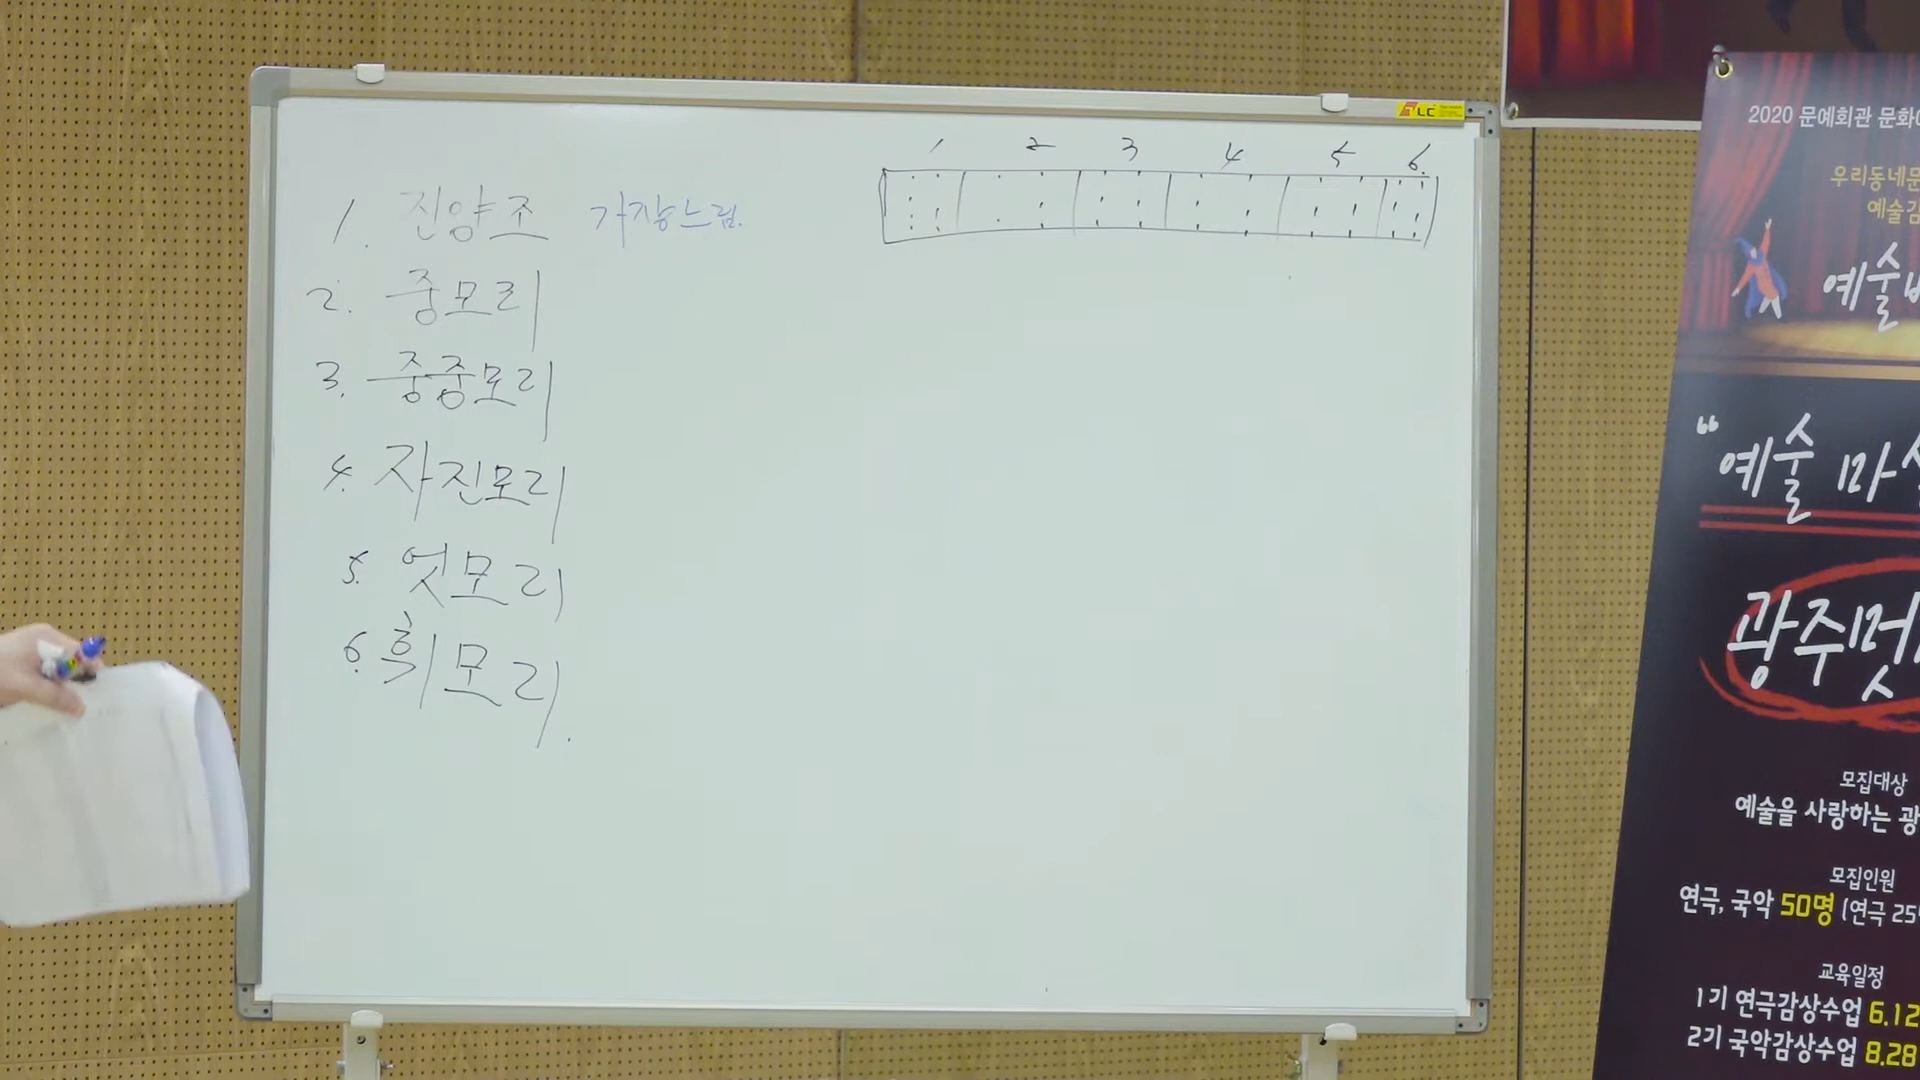 1. 진양조 가장느림.
2. 중모리
3. 중중모리
4. 자진모리
5. 엇모리
6. 휘모리.
1 2 3 4 5 6.
LC
2020 문예회관 문화
우리동네문
예술감
예술
"예술 마
광주멋
모집대상
예술을 사랑하는 광
모집인원
연극, 국악 50명 (연극 25
교육일정
1기 연극감상수업 6.12
2기 국악감상수업 8.28